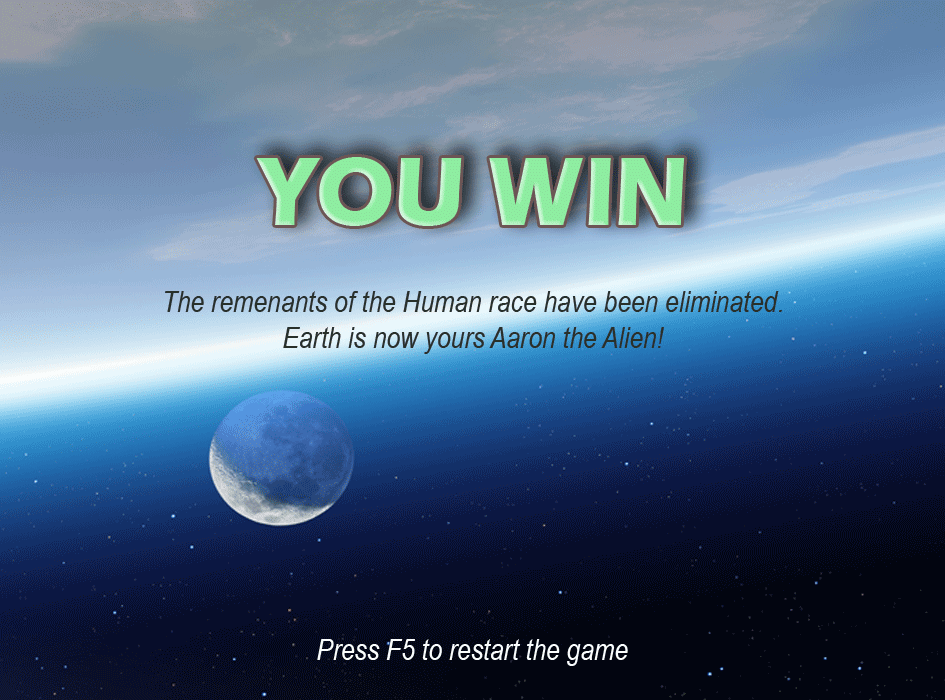 YOU WIN
The remenants of the Human race have been eliminated.
Earth is now yours Aaron the Alien!
Press F5 to restart the game